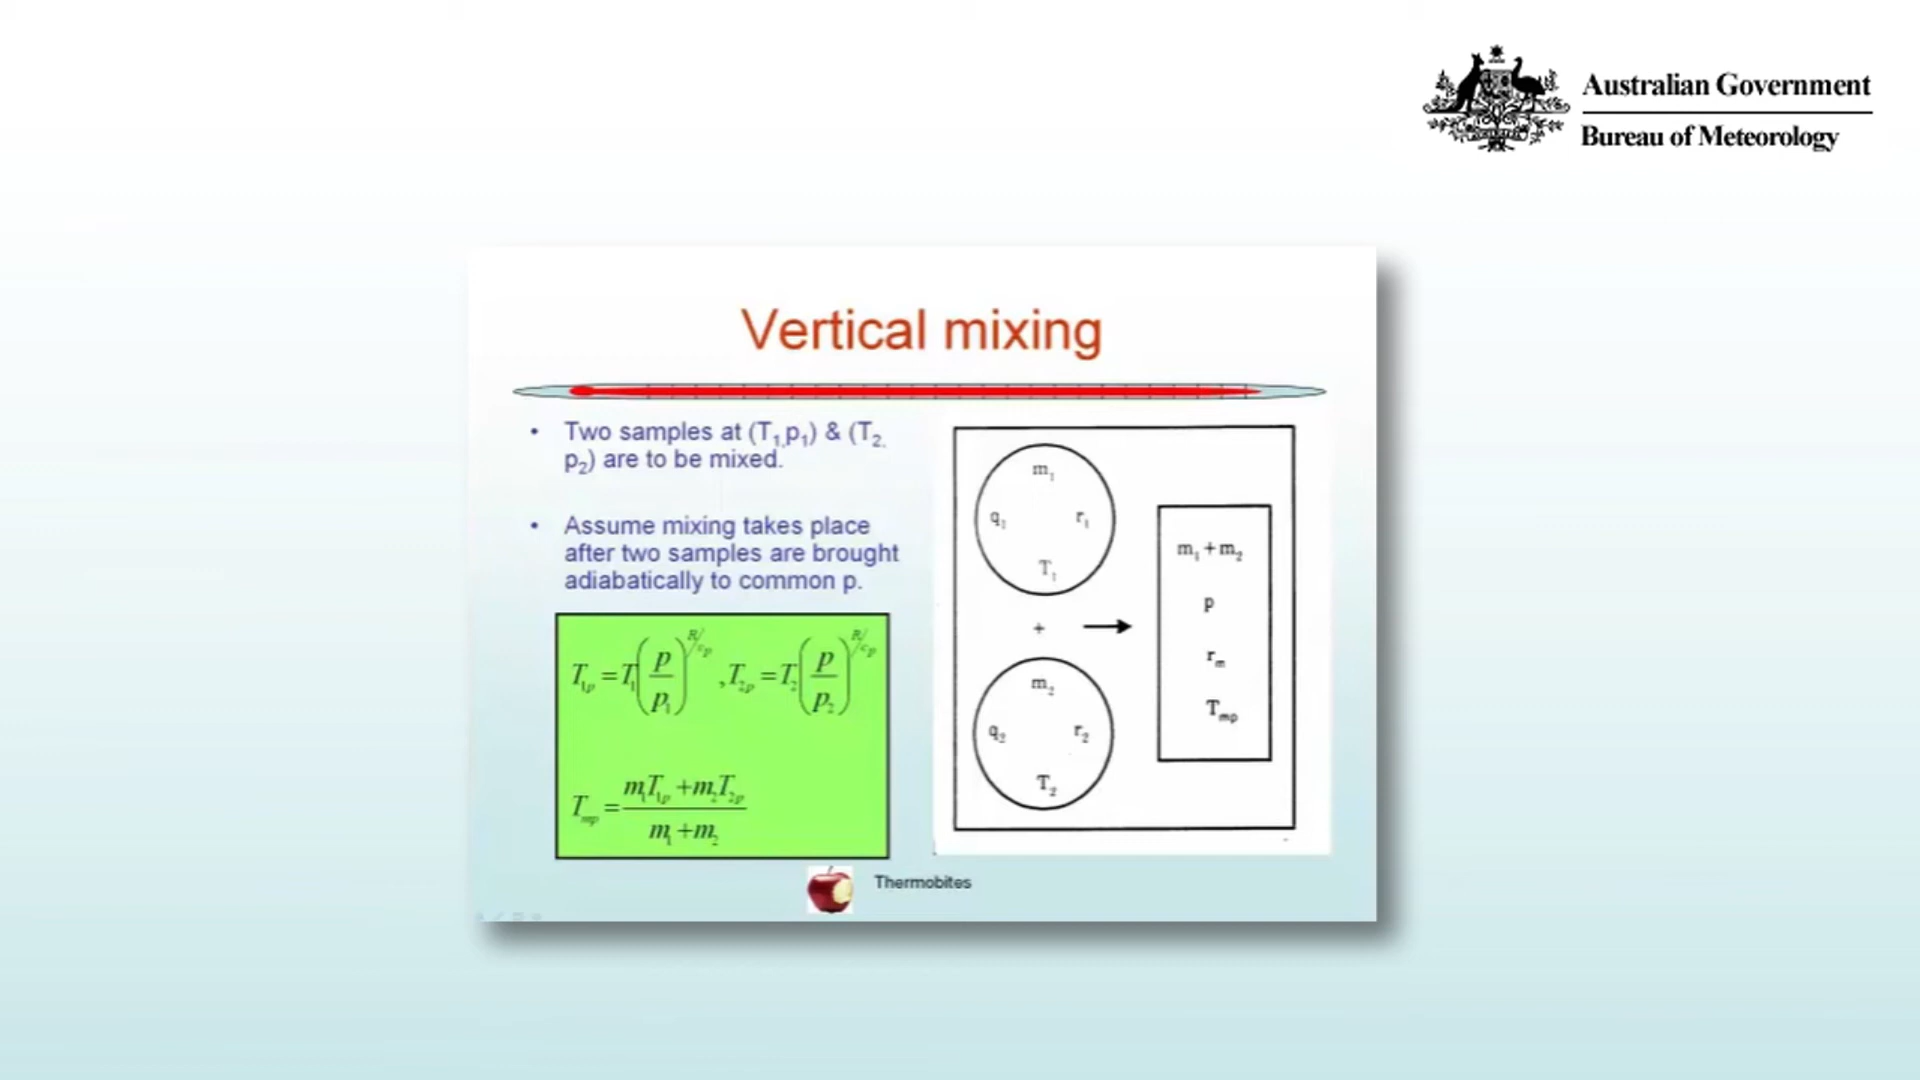 Australian Government
Bureau of Meteorology
Vertical mixing
• Two samples at (T₁,p₁) & (T₂,
p₂) are to be mixed.
• Assume mixing takes place
after two samples are brought
adiabatically to common p.
T₁ₚ = T₁(p/p₁)^(R/cₚ) , T₂ₚ = T₂(p/p₂)^(R/cₚ)
Tₘₚ = (m₁T₁ₚ + m₂T₂ₚ)/(m₁ + m₂)
m₁
q₁ r₁
T₁
+
m₂
q₂ r₂
T₂
m₁ + m₂
p
rₘ
Tₘₚ
Thermobites